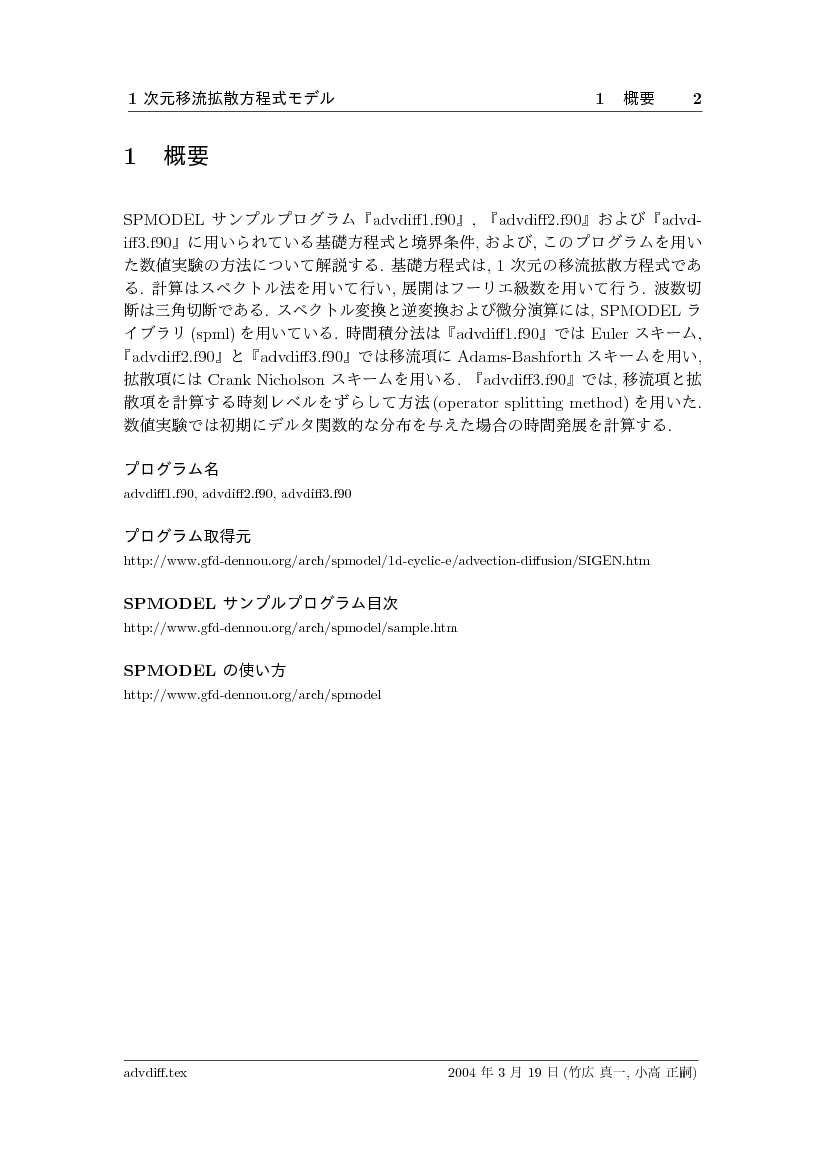 1 次元移流拡散方程式モデル 1 概要 2
1 概要
SPMODEL サンプルプログラム『advdiff1.f90』, 『advdiff2.f90』および『advd-
iff3.f90』に用いられている基礎方程式と境界条件, および, このプログラムを用い
た数値実験の方法について解説する. 基礎方程式は, 1 次元の移流拡散方程式であ
る. 計算はスペクトル法を用いて行い, 展開はフーリエ級数を用いて行う. 波数切
断は三角切断である. スペクトル変換と逆変換および微分演算には, SPMODEL ラ
イブラリ (spml) を用いている. 時間積分法は『advdiff1.f90』では Euler スキーム,
『advdiff2.f90』と『advdiff3.f90』では移流項に Adams-Bashforth スキームを用い,
拡散項には Crank Nicholson スキームを用いる. 『advdiff3.f90』では, 移流項と拡
散項を計算する時刻レベルをずらして方法 (operator splitting method) を用いた.
数値実験では初期にデルタ関数的な分布を与えた場合の時間発展を計算する.
プログラム名
advdiff1.f90, advdiff2.f90, advdiff3.f90
プログラム取得元
http://www.gfd-dennou.org/arch/spmodel/1d-cyclic-e/advection-diffusion/SIGEN.htm
SPMODEL サンプルプログラム目次
http://www.gfd-dennou.org/arch/spmodel/sample.htm
SPMODEL の使い方
http://www.gfd-dennou.org/arch/spmodel
advdiff.tex 2004 年 3 月 19 日 (竹広 真一, 小高 正嗣)